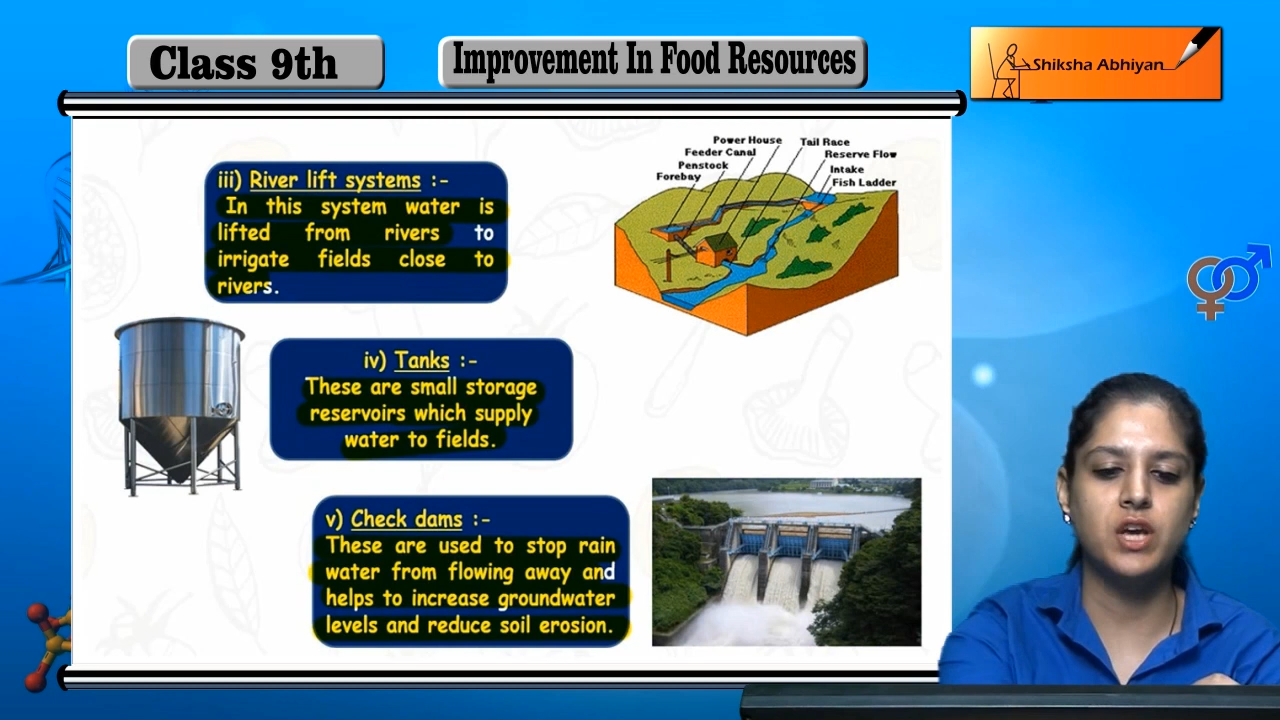 Class 9th
Improvement In Food Resources
Shiksha Abhiyan
iii) River lift systems :-
In this system water is
lifted from rivers to
irrigate fields close to
rivers.
Power House
Tail Race
Feeder Canal
Reserve Flow
Penstock
Intake
Forebay
Fish Ladder
iv) Tanks :-
These are small storage
reservoirs which supply
water to fields.
v) Check dams :-
These are used to stop rain
water from flowing away and
helps to increase groundwater
levels and reduce soil erosion.